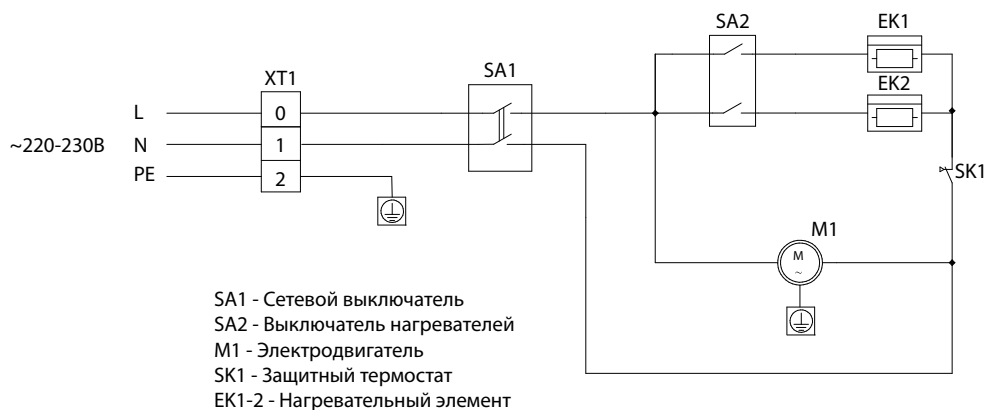 SA2
EK1
XT1
SA1
EK2
L
0
~220-230В
N
1
PE
2
SK1
M1
M
~
SA1 - Сетевой выключатель
SA2 - Выключатель нагревателей
M1 - Электродвигатель
SK1 - Защитный термостат
EK1-2 - Нагревательный элемент